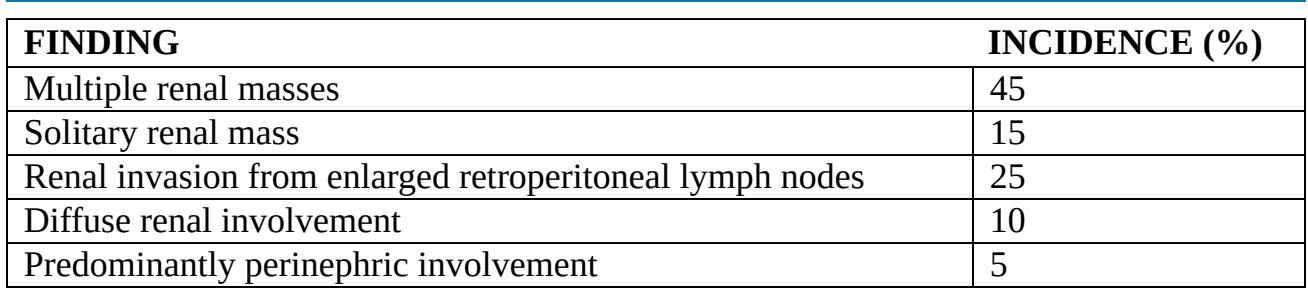 FINDING INCIDENCE (%)
Multiple renal masses 45
Solitary renal mass 15
Renal invasion from enlarged retroperitoneal lymph nodes 25
Diffuse renal involvement 10
Predominantly perinephric involvement 5